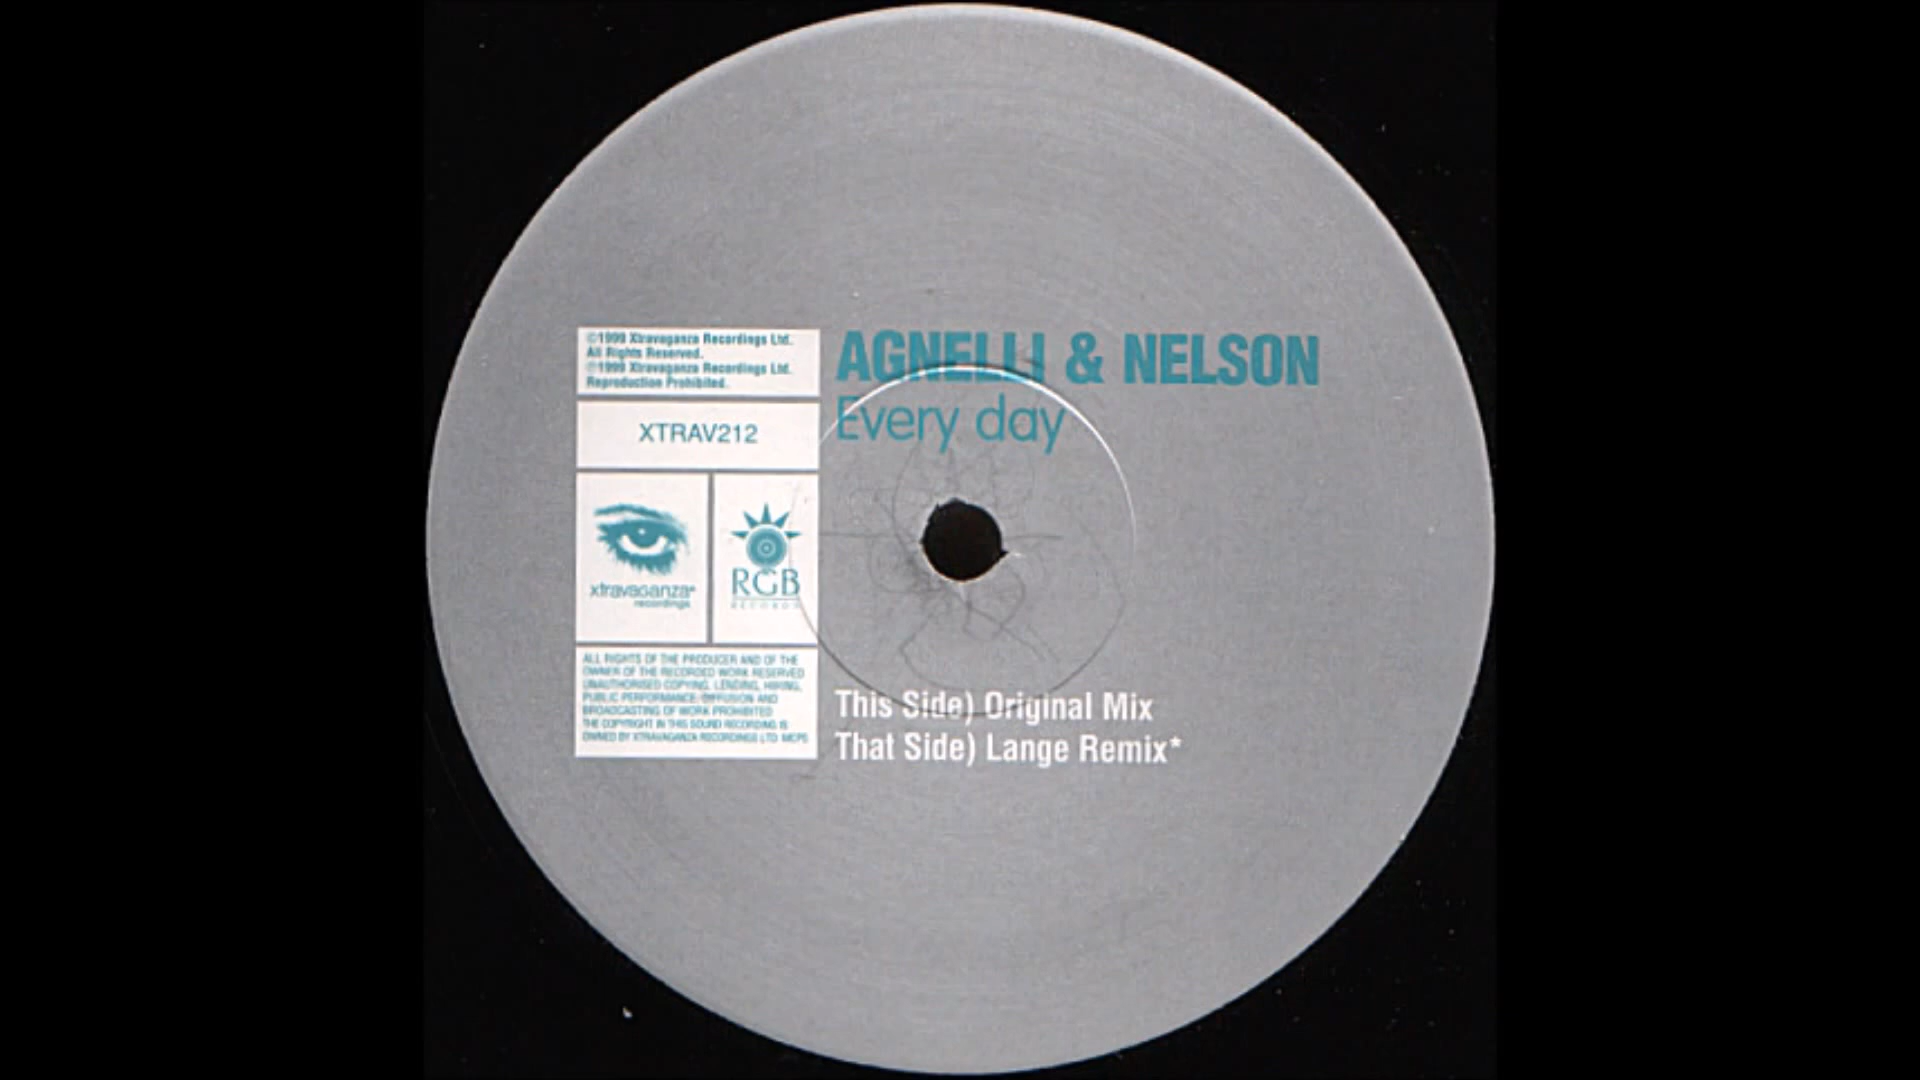 ©1999 Xtravaganza Recordings Ltd.
All Rights Reserved.
℗1999 Xtravaganza Recordings Ltd.
Reproduction Prohibited.
XTRAV212
AGNELLI & NELSON
Every day
xtravaganza
recordings
RGB
RECORDS
ALL RIGHTS OF THE PRODUCER AND OF THE
OWNER OF THE RECORDED WORK RESERVED
UNAUTHORISED COPYING, LENDING, HIRING,
PUBLIC PERFORMANCE, DIFFUSION AND
BROADCASTING OF WORK PROHIBITED
THE COPYRIGHT IN THIS SOUND RECORDING IS
OWNED BY XTRAVAGANZA RECORDINGS LTD. MCPS
This Side) Original Mix
That Side) Lange Remix*